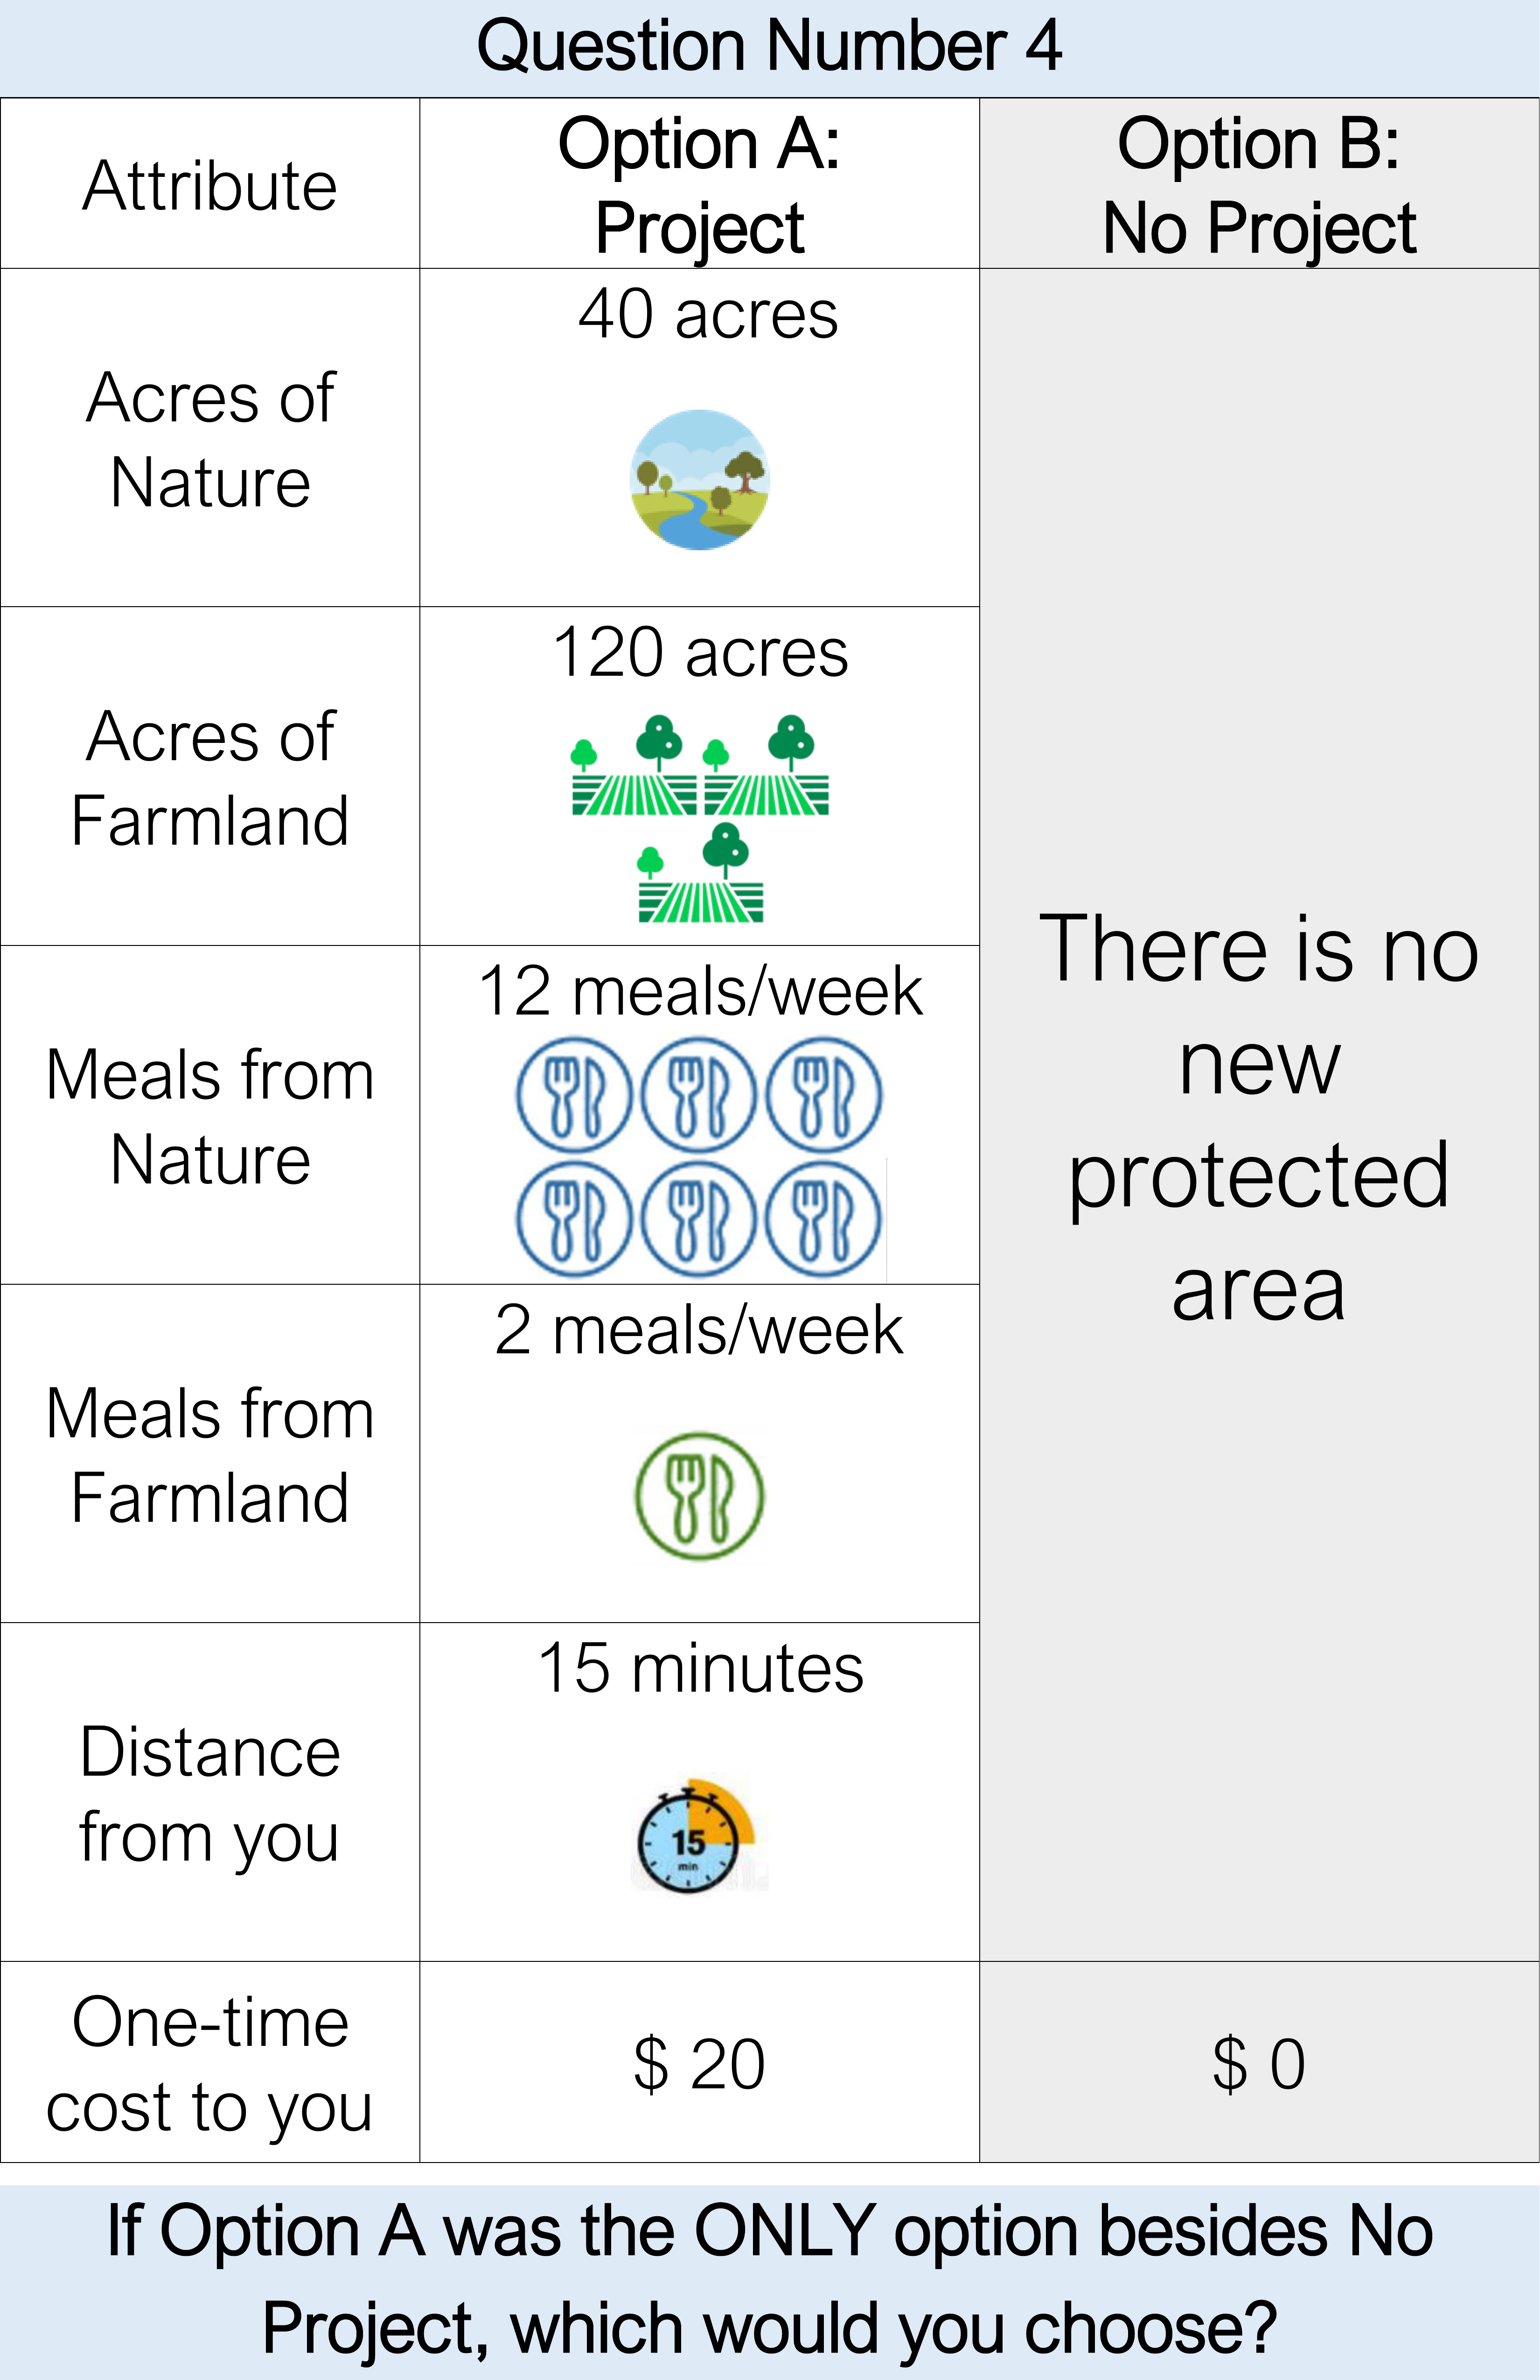 Question Number 4
Attribute
Option A:
Project
Option B:
No Project
Acres of
Nature
40 acres
Acres of
Farmland
120 acres
Meals from
Nature
12 meals/week
Meals from
Farmland
2 meals/week
Distance
from you
15 minutes
15
min
There is no
new
protected
area
One-time
cost to you
$ 20
$ 0
If Option A was the ONLY option besides No
Project, which would you choose?